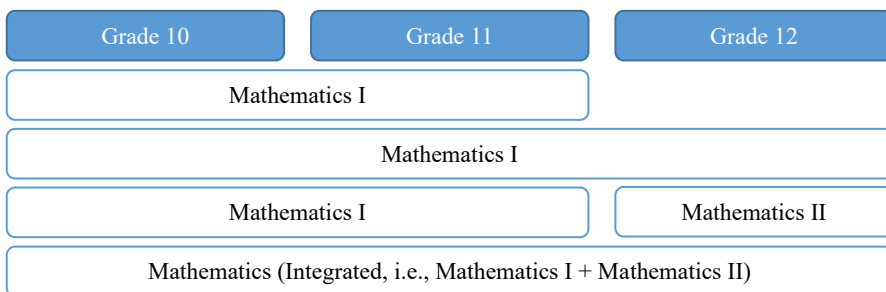 Grade 10 Grade 11 Grade 12
Mathematics I
Mathematics I
Mathematics I Mathematics II
Mathematics (Integrated, i.e., Mathematics I + Mathematics II)